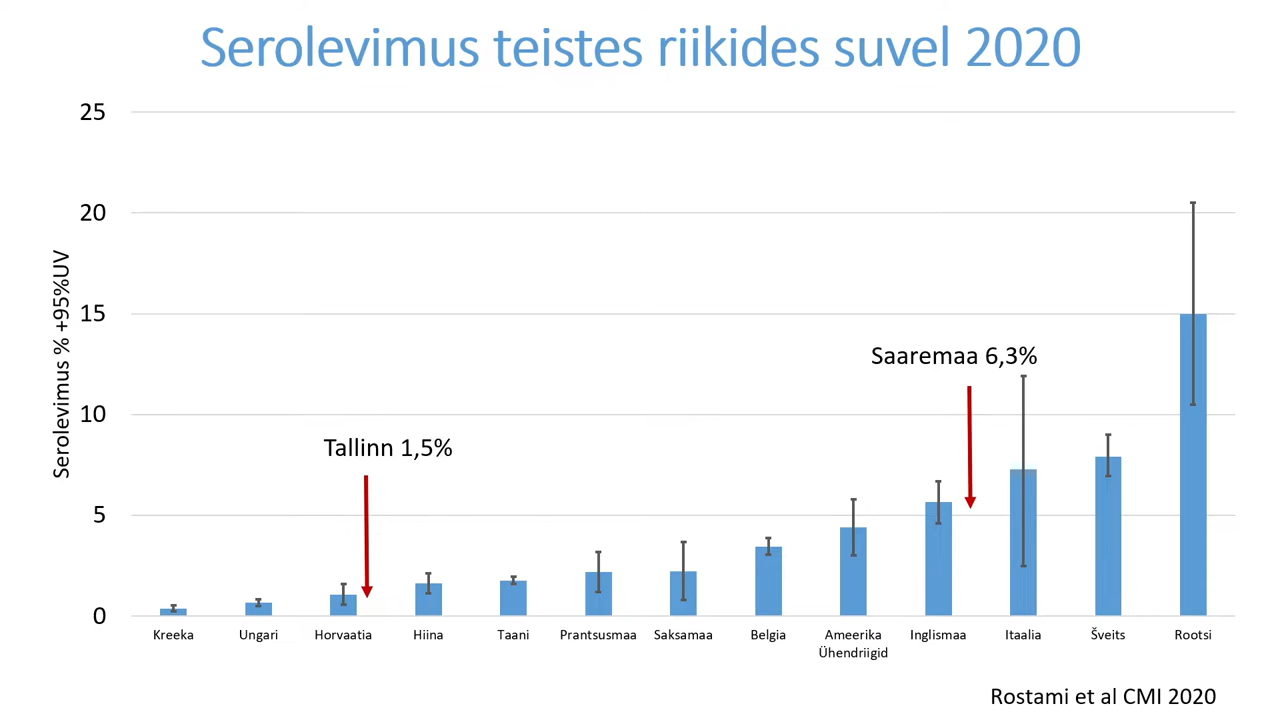 Serolevimus teistes riikides suvel 2020
25
20
15
10
5
0
Serolevimus % +95%UV
Tallinn 1,5%
Saaremaa 6,3%
Kreeka
Ungari
Horvaatia
Hiina
Taani
Prantsusmaa
Saksamaa
Belgia
Ameerika
Ühendriigid
Inglismaa
Itaalia
Šveits
Rootsi
Rostami et al CMI 2020